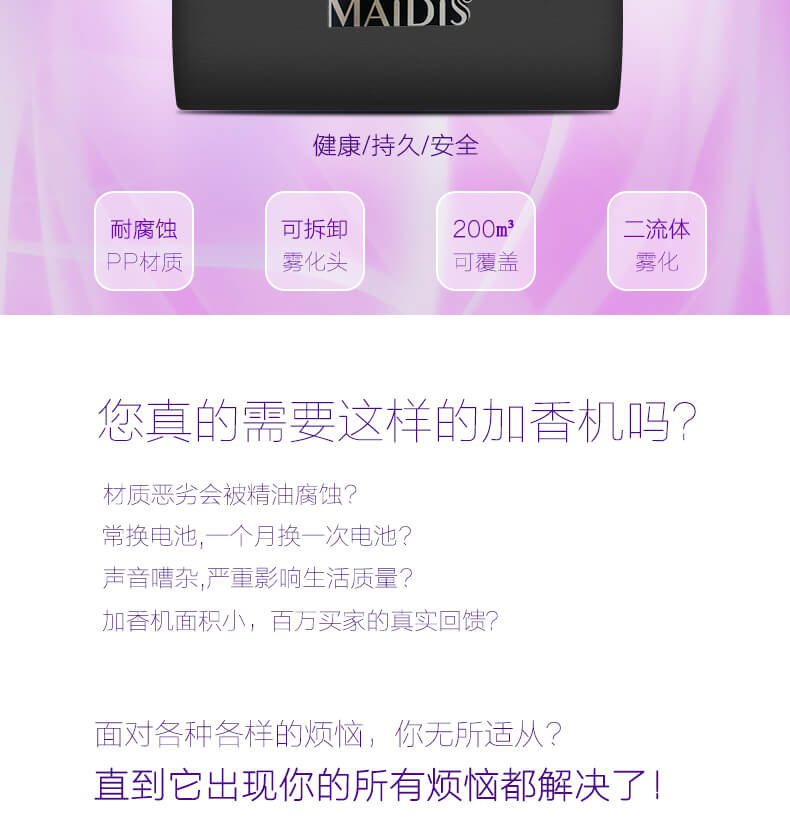 MAiDIS
健康/持久/安全
耐腐蚀
PP材质
可拆卸
雾化头
200m³
可覆盖
二流体
雾化
您真的需要这样的加香机吗?
材质恶劣会被精油腐蚀?
常换电池,一个月换一次电池?
声音嘈杂,严重影响生活质量?
加香机面积小，百万买家的真实回馈?
面对各种各样的烦恼，你无所适从?
直到它出现你的所有烦恼都解决了!